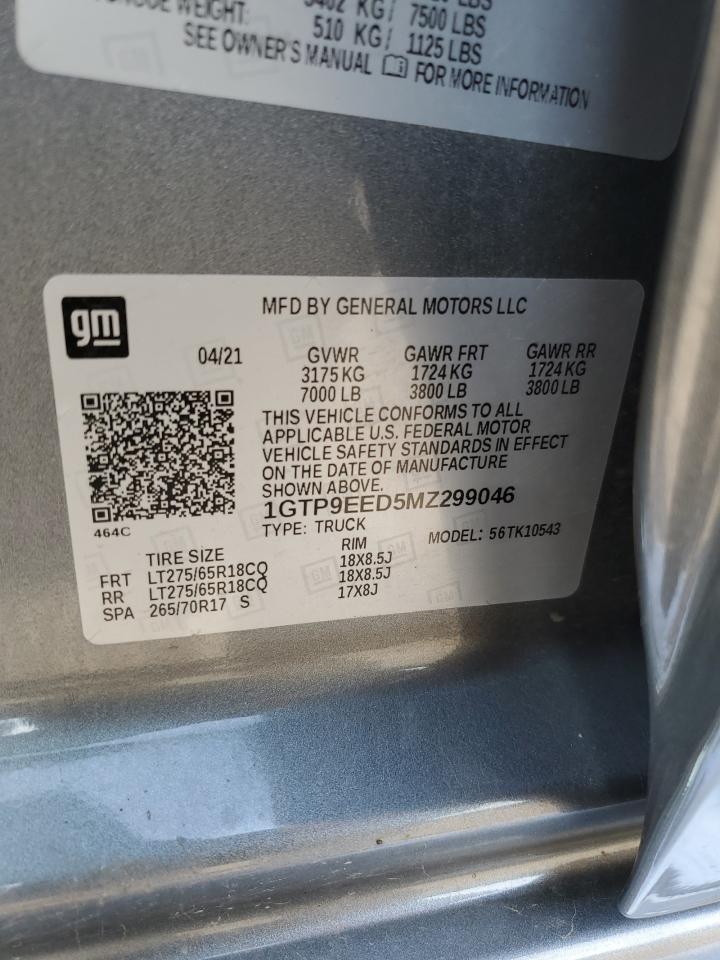 WEIGHT:
KG/ 7500 LBS
510 KG/ 1125 LBS
SEE OWNER'S MANUAL FOR MORE INFORMATION
gm
MFD BY GENERAL MOTORS LLC
04/21 GVWR GAWR FRT GAWR RR
3175 KG 1724 KG 1724 KG
7000 LB 3800 LB 3800 LB
THIS VEHICLE CONFORMS TO ALL
APPLICABLE U.S. FEDERAL MOTOR
VEHICLE SAFETY STANDARDS IN EFFECT
ON THE DATE OF MANUFACTURE
SHOWN ABOVE.
1GTP9EED5MZ299046
464C
TYPE: TRUCK MODEL: 56TK10543
TIRE SIZE RIM
FRT LT275/65R18CQ 18X8.5J
RR LT275/65R18CQ 18X8.5J
SPA 265/70R17 S 17X8J